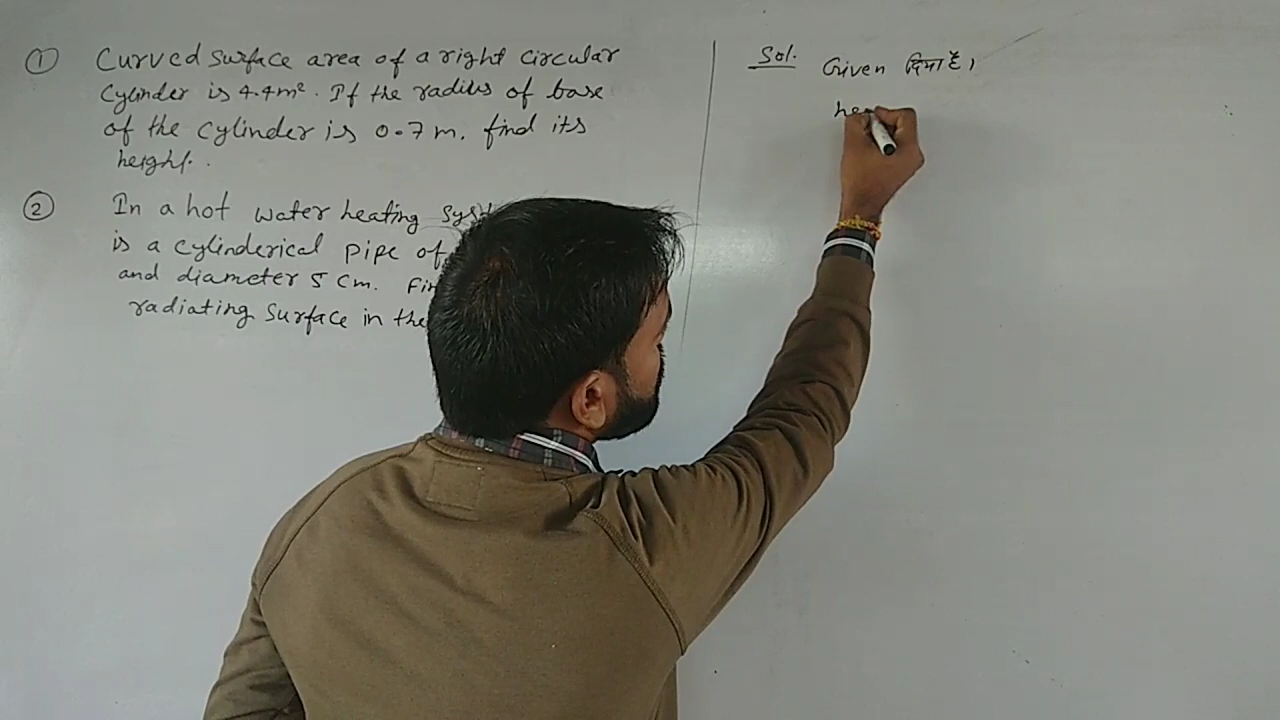 ① Curved surface area of a right circular
cylinder is 4.4m². If the radius of base
of the cylinder is 0.7 m. find its
height.
② In a hot water heating
is a cylinderical pipe of
and diameter 5 cm.
radiating surface in the
Sol. Given दिया है।